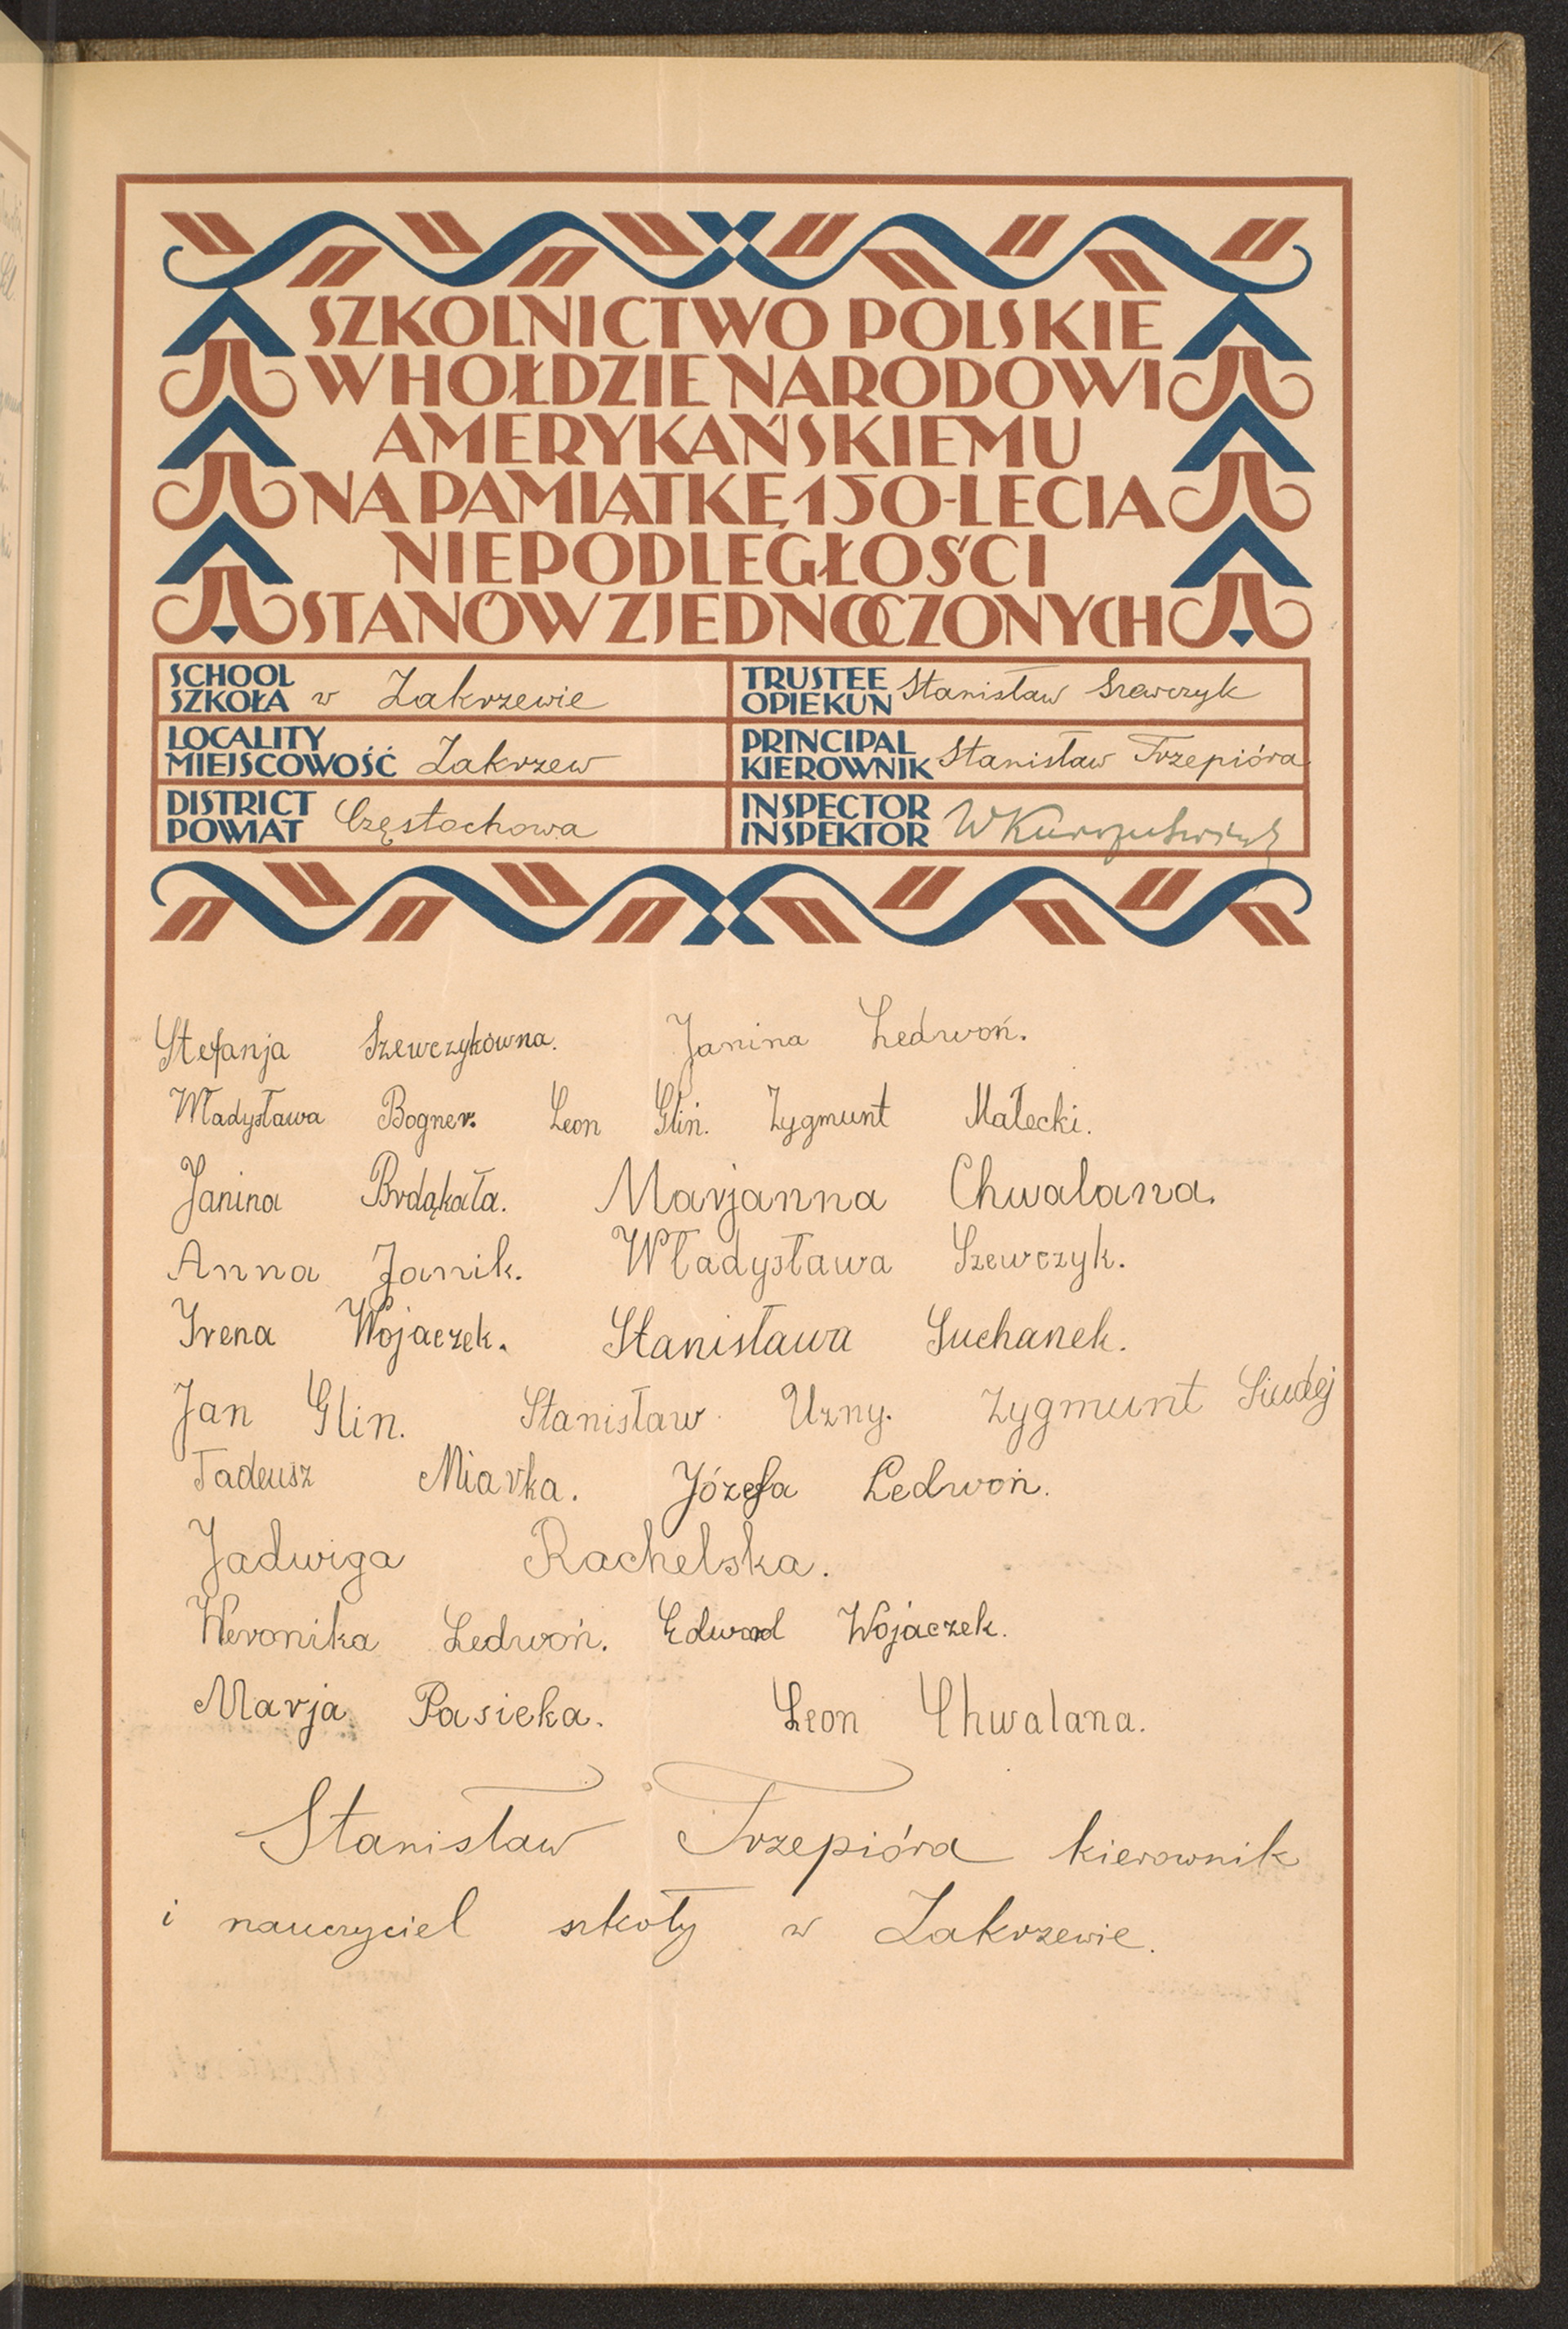 SZKOLNICTWO POLSKIE
W HOŁDZIE NARODOWI
AMERYKAŃSKIEMU
NA PAMIĄTKĘ 150-LECIA
NIEPODLEGŁOŚCI
STANÓW ZJEDNOCZONYCH
SCHOOL
SZKOŁA w Zakrzewie
TRUSTEE
OPIEKUN Stanisław Szewczyk
LOCALITY
MIEJSCOWOŚĆ Zakrzew
PRINCIPAL
KIEROWNIK Stanisław Trzepióra
DISTRICT
POWIAT Częstochowa
INSPECTOR
INSPEKTOR
Stefanja Szewczykówna. Janina Ledwoń.
Władysława Bogner. Leon Glin. Zygmunt Małecki.
Janina Brdąkała. Marjanna Chwalana.
Anna Janik. Władysława Szewczyk.
Irena Wojaczek. Stanisława Suchanek.
Jan Glin. Stanisław Uzny. Zygmunt Siudej
Tadeusz Miarka. Józefa Ledwoń.
Jadwiga Rachelska.
Weronika Ledwoń. Edward Wojaczek.
Marja Pasieka. Leon Chwalana.
Stanisław Trzepióra kierownik
i nauczyciel szkoły w Zakrzewie.